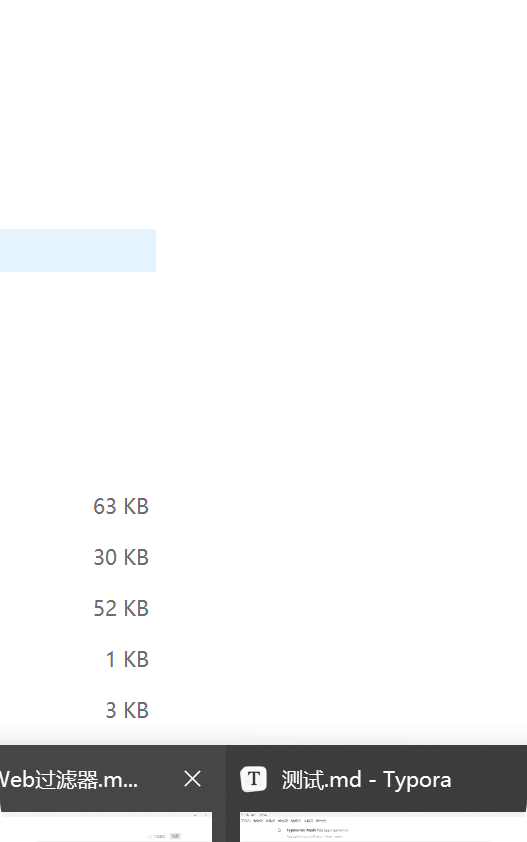 63 KB
30 KB
52 KB
1 KB
3 KB
Web过滤器.m...
T 测试.md - Typora